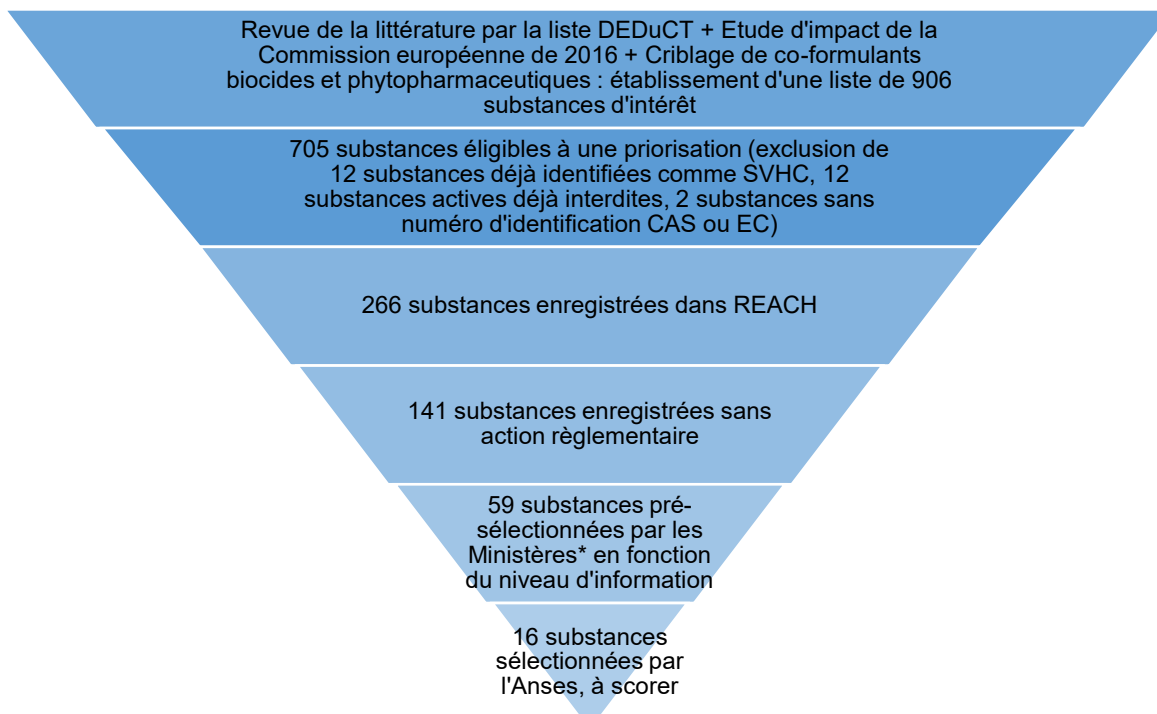 Revue de la littérature par la liste DEDuCT + Etude d'impact de la
Commission européenne de 2016 + Criblage de co-formulants
biocides et phytopharmaceutiques : établissement d'une liste de 906
substances d'intérêt
705 substances éligibles à une priorisation (exclusion de
12 substances déjà identifiées comme SVHC, 12
substances actives déjà interdites, 2 substances sans
numéro d'identification CAS ou EC)
266 substances enregistrées dans REACH
141 substances enregistrées sans
action règlementaire
59 substances pré-
sélectionnées par les
Ministères* en fonction
du niveau d'information
16 substances
sélectionnées par
l'Anses, à scorer